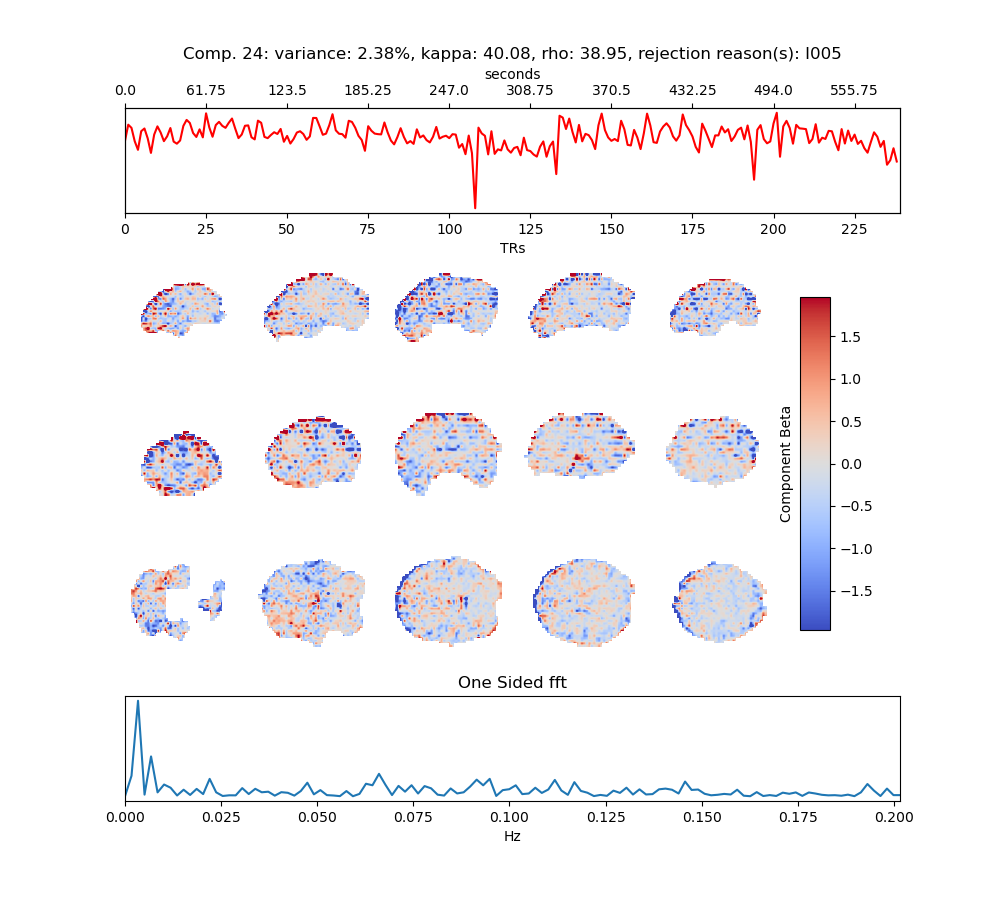 Comp. 24: variance: 2.38%, kappa: 40.08, rho: 38.95, rejection reason(s): I005
seconds
0.0 61.75 123.5 185.25 247.0 308.75 370.5 432.25 494.0 555.75
0 25 50 75 100 125 150 175 200 225
TRs
1.5
1.0
0.5
0.0
−0.5
−1.0
−1.5
Component Beta
One Sided fft
0.000 0.025 0.050 0.075 0.100 0.125 0.150 0.175 0.200
Hz